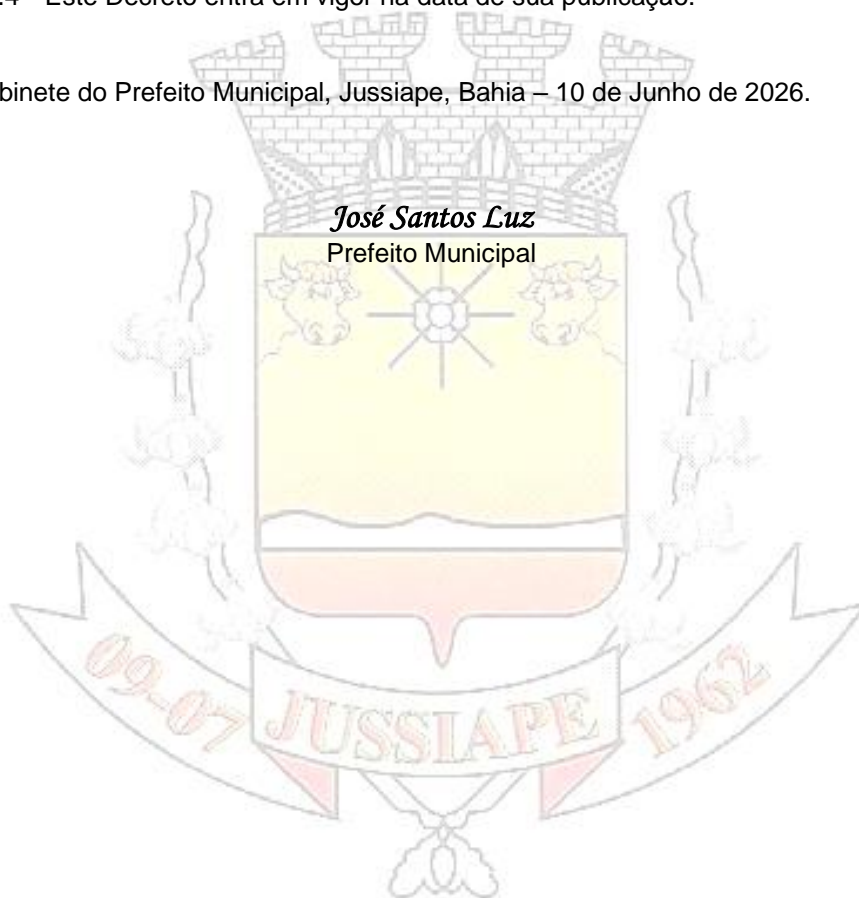 .4 - Este Decreto entra em vigor na data de sua publicação.
binete do Prefeito Municipal, Jussiape, Bahia – 10 de Junho de 2026.
José Santos Luz
Prefeito Municipal
09-07 JUSSIAPE 1962